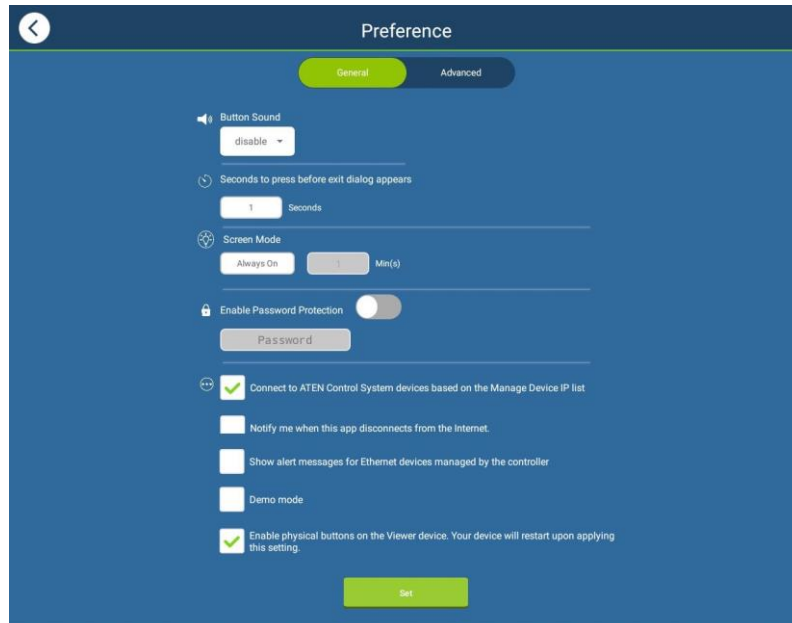 Preference
General
Advanced
Button Sound
disable
Seconds to press before exit dialog appears
1
Seconds
Screen Mode
Always On
1
Min(s)
Enable Password Protection
Password
Connect to ATEN Control System devices based on the Manage Device IP list
Notify me when this app disconnects from the Internet.
Show alert messages for Ethernet devices managed by the controller
Demo mode
Enable physical buttons on the Viewer device. Your device will restart upon applying
this setting.
Set